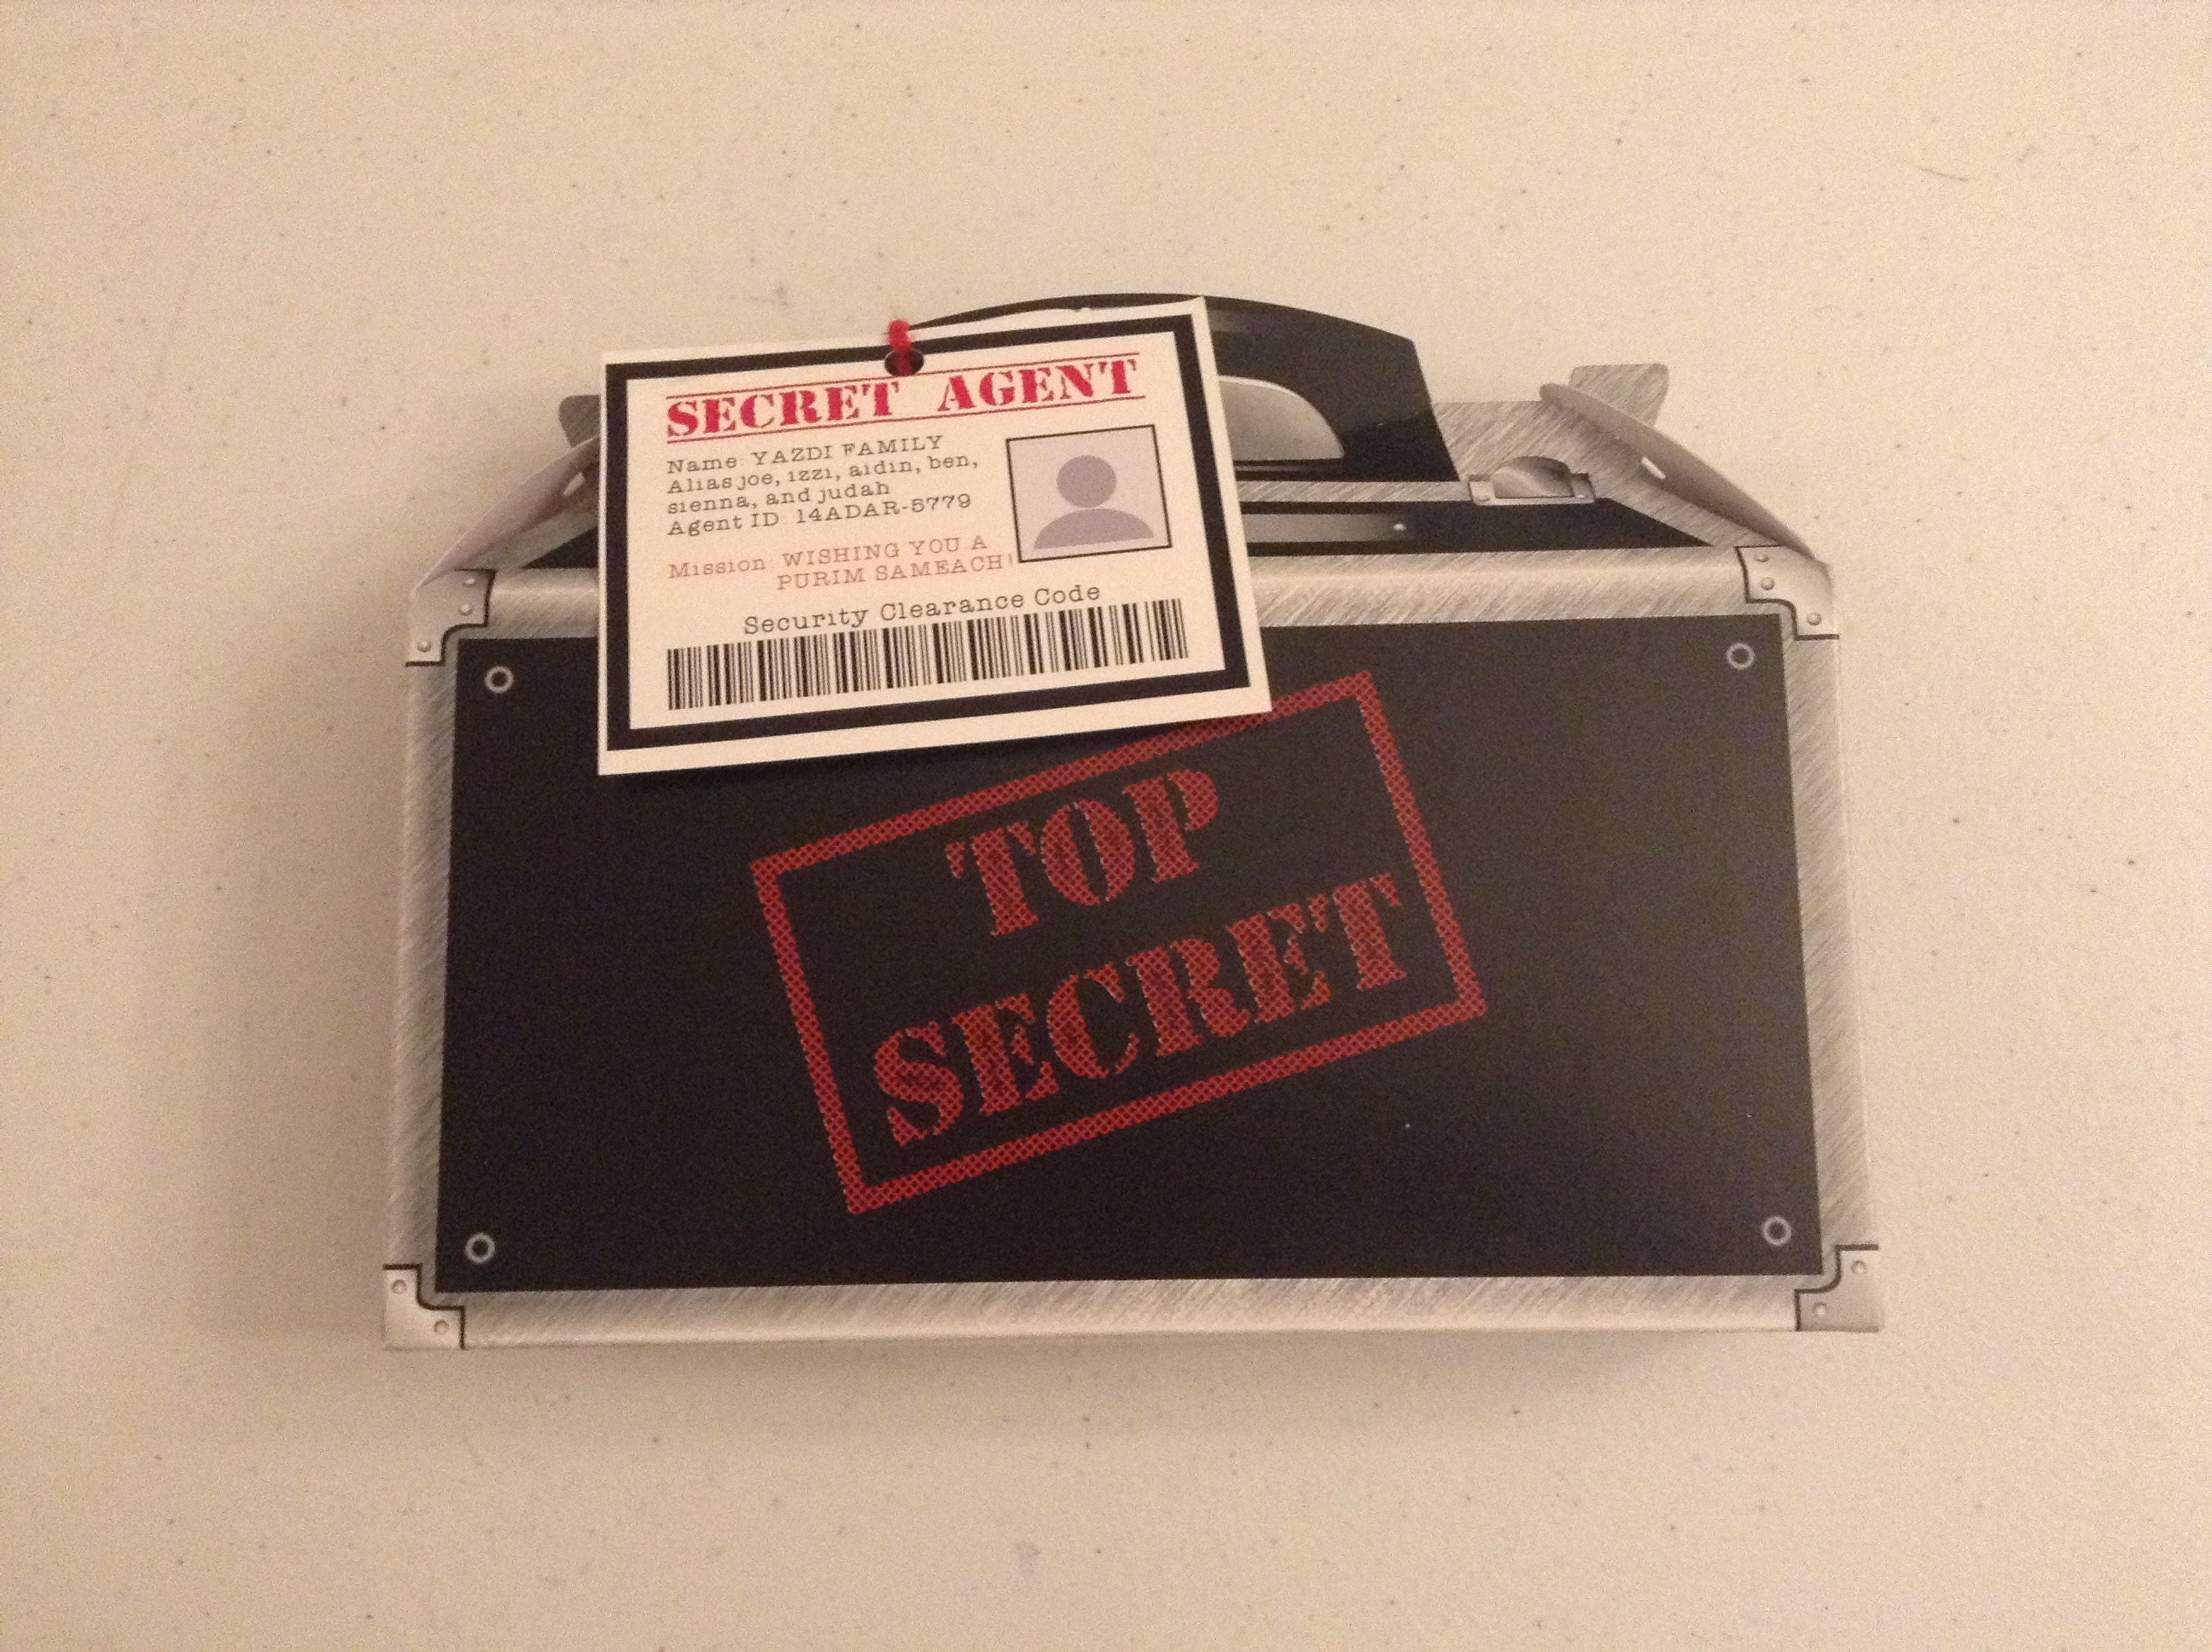 SECRET AGENT
Name: YAZDI FAMILY
Alias joe, izzi, aidin, ben,
sienna, and judah
Agent ID 14ADAR-5779
Mission: WISHING YOU A
PURIM SAMEACH!
Security Clearance Code
TOP
SECRET